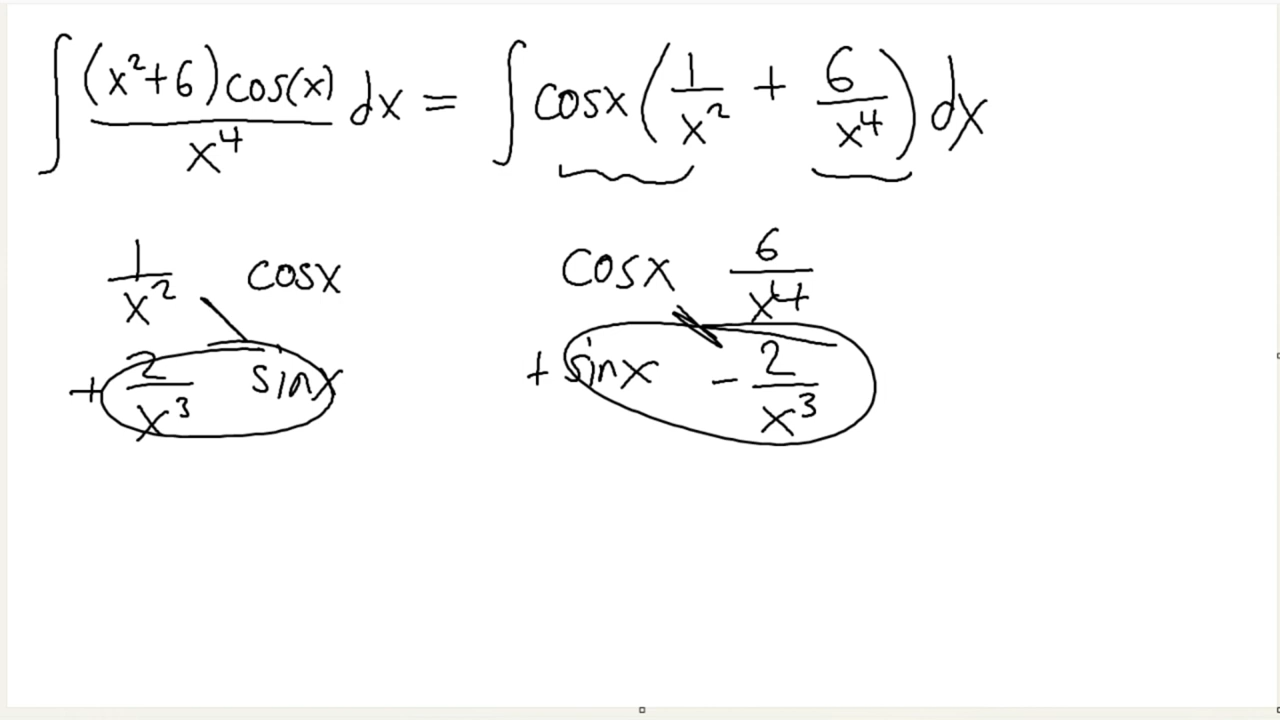 ∫ (x²+6)cos(x)/x⁴ dx = ∫ cosx (1/x² + 6/x⁴) dx
1/x² cosx cosx 6/x⁴
+ 2/x³ sinx + sinx - 2/x³